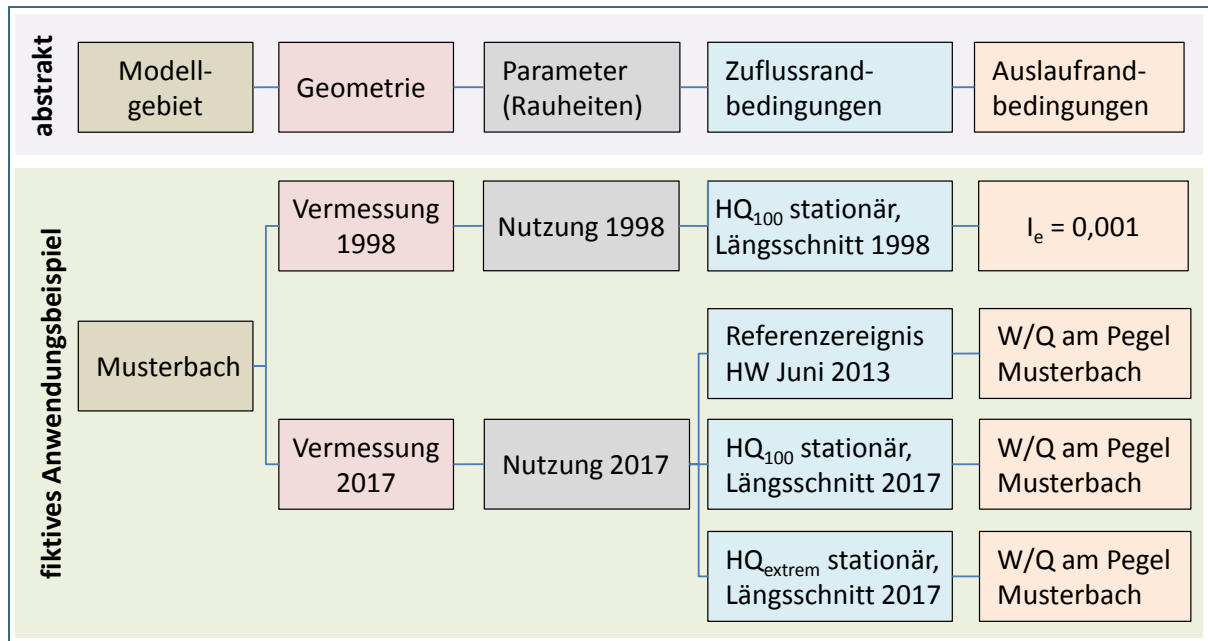 abstrakt
Modell-
gebiet
Geometrie
Parameter
(Rauheiten)
Zuflussrand-
bedingungen
Auslaufrand-
bedingungen
fiktives Anwendungsbeispiel
Musterbach
Vermessung
1998
Nutzung 1998
HQ100 stationär,
Längsschnitt 1998
Ie = 0,001
Vermessung
2017
Nutzung 2017
Referenzereignis
HW Juni 2013
W/Q am Pegel
Musterbach
HQ100 stationär,
Längsschnitt 2017
W/Q am Pegel
Musterbach
HQextrem stationär,
Längsschnitt 2017
W/Q am Pegel
Musterbach